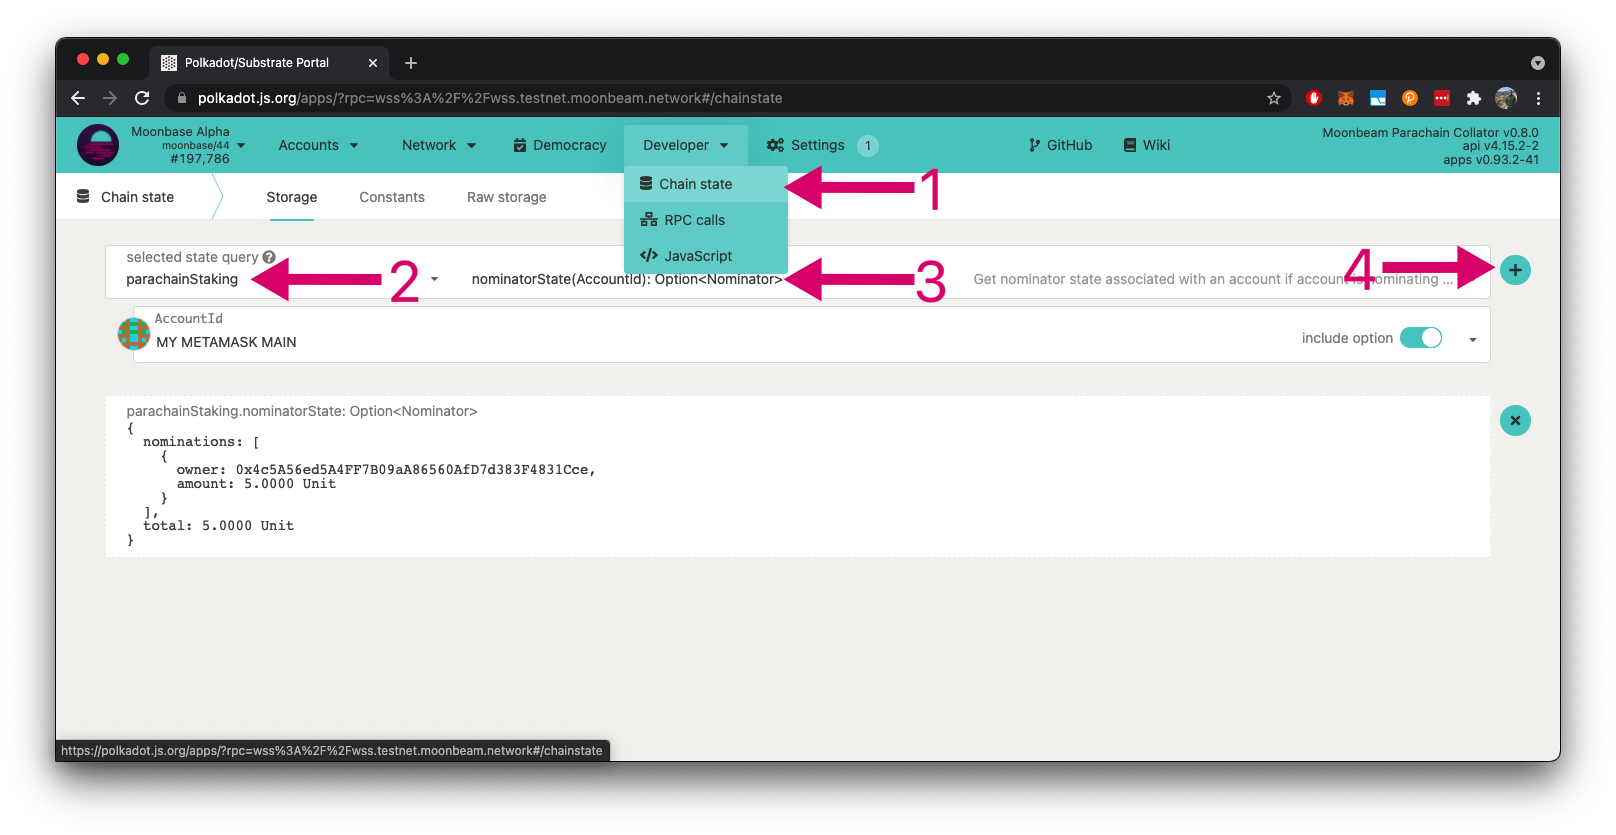 Polkadot/Substrate Portal
polkadot.js.org/apps/?rpc=wss%3A%2F%2Fwss.testnet.moonbeam.network#/chainstate
Moonbase Alpha
moonbase/44
#197,786
Accounts
Network
Democracy
Developer
Settings 1
GitHub
Wiki
Moonbeam Parachain Collator v0.8.0
api v4.15.2-2
apps v0.93.2-41
Chain state
Storage
Constants
Raw storage
Chain state
RPC calls
JavaScript
1
selected state query
parachainStaking
2
nominatorState(AccountId): Option<Nominator>
3
Get nominator state associated with an account if account is nominating ...
4
AccountId
MY METAMASK MAIN
include option
parachainStaking.nominatorState: Option<Nominator>
{
nominations: [
{
owner: 0x4c5A56ed5A4FF7B09aA86560AfD7d383F4831Cce,
amount: 5.0000 Unit
}
],
total: 5.0000 Unit
}
https://polkadot.js.org/apps/?rpc=wss%3A%2F%2Fwss.testnet.moonbeam.network#/chainstate